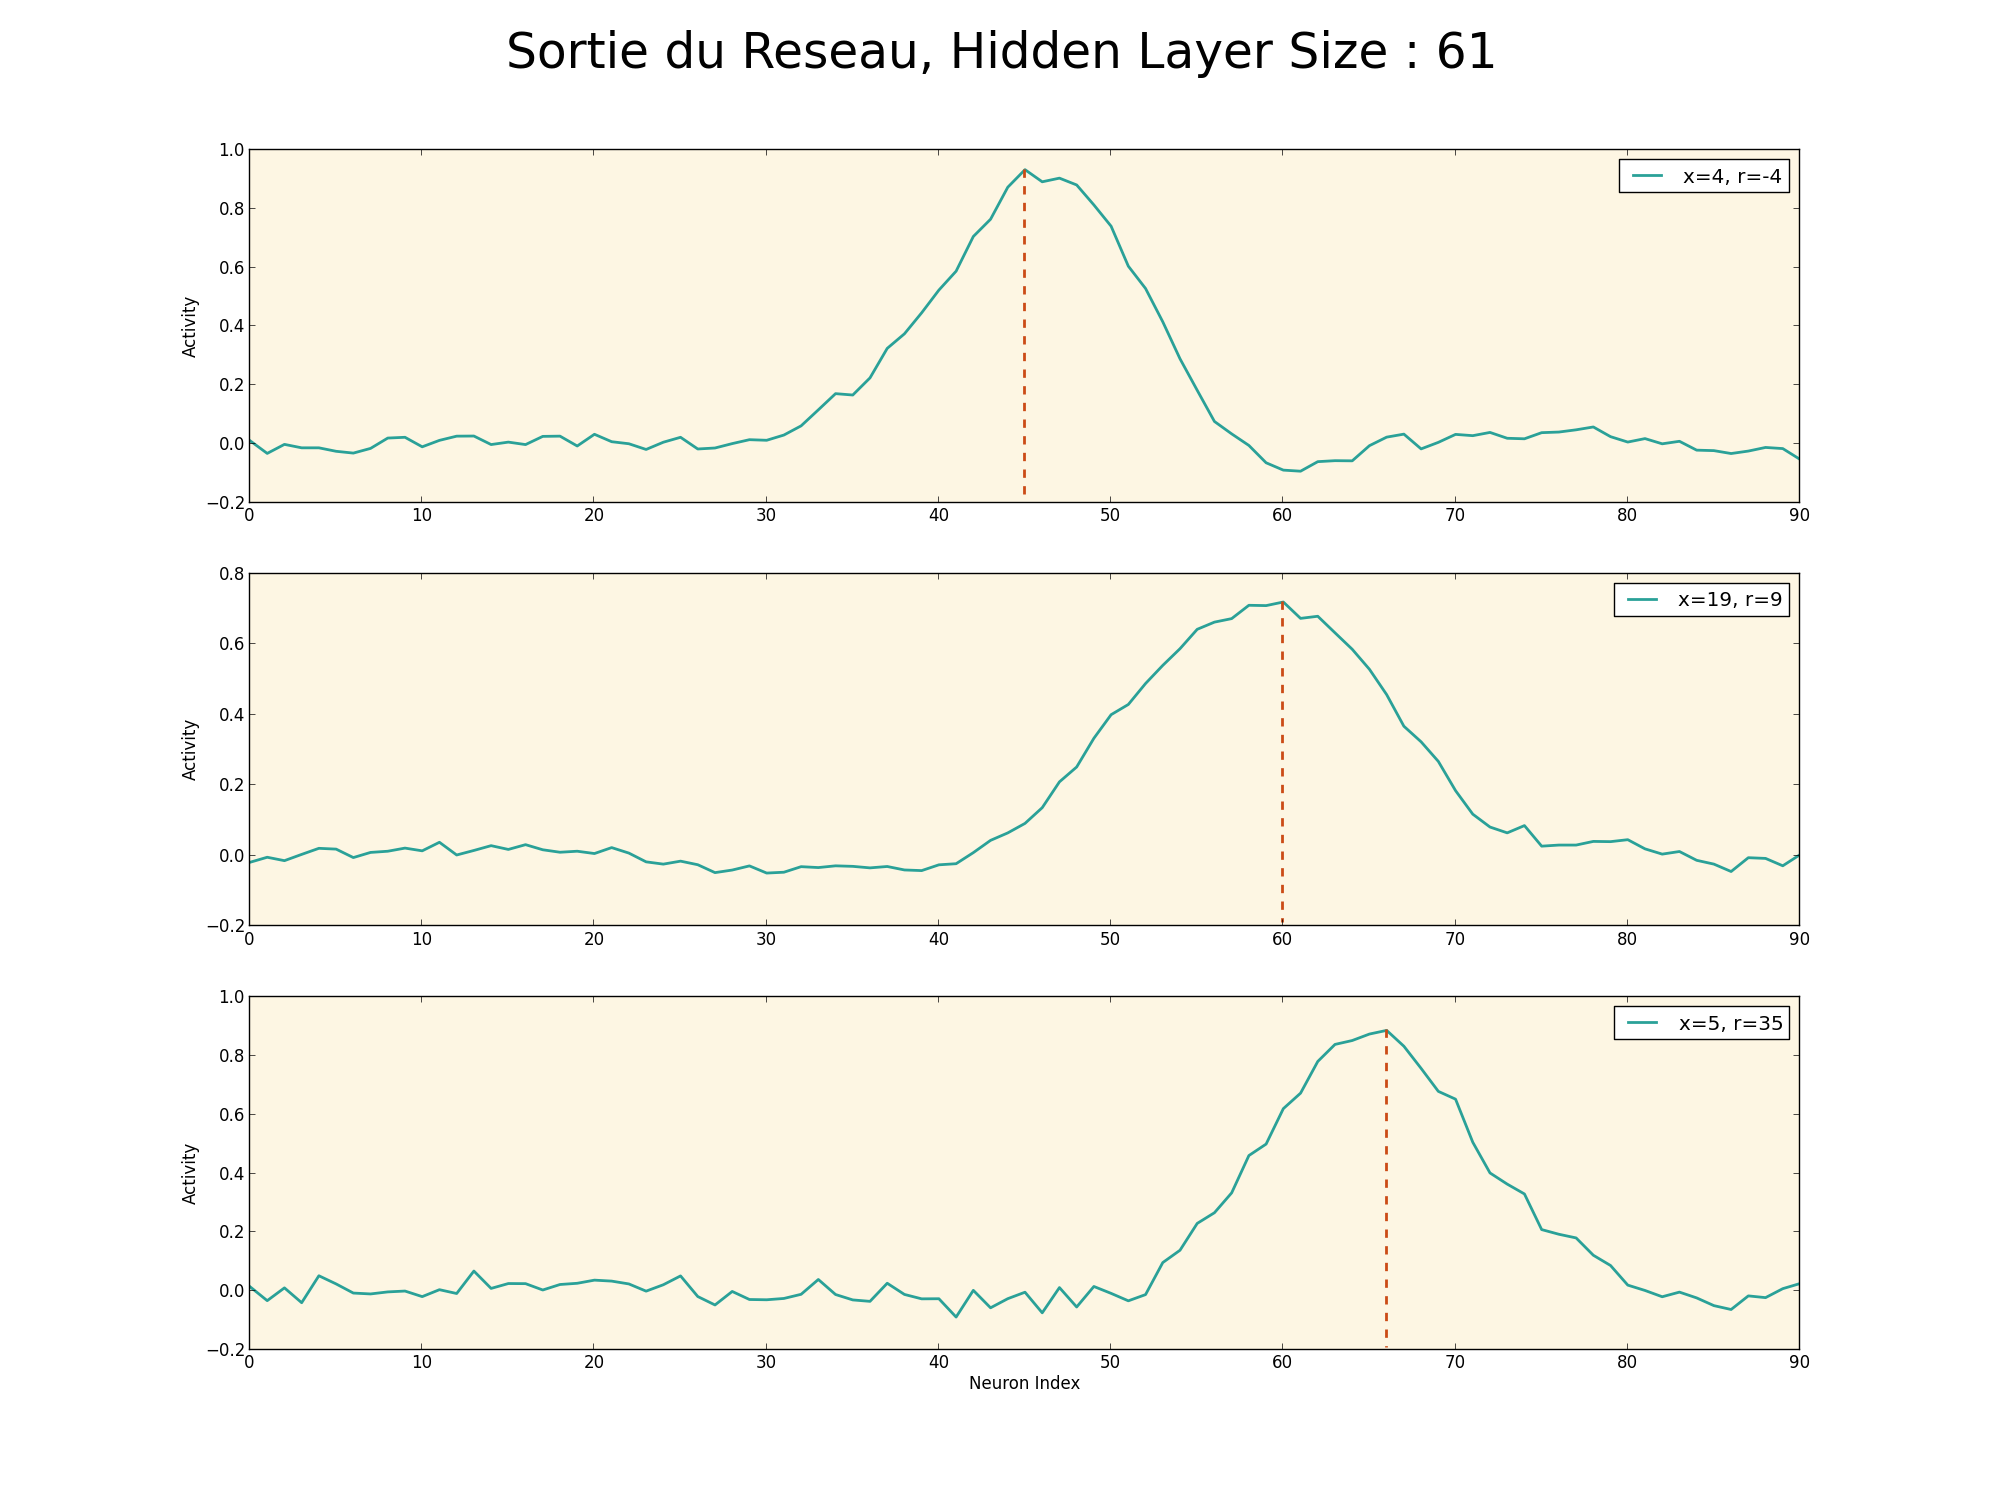 Sortie du Reseau, Hidden Layer Size : 61
1.0
0.8
0.6
0.4
0.2
0.0
−0.2
Activity
x=4, r=-4
0 10 20 30 40 50 60 70 80 90
0.8
0.6
0.4
0.2
0.0
−0.2
Activity
x=19, r=9
0 10 20 30 40 50 60 70 80 90
1.0
0.8
0.6
0.4
0.2
0.0
−0.2
Activity
x=5, r=35
0 10 20 30 40 50 60 70 80 90
Neuron Index